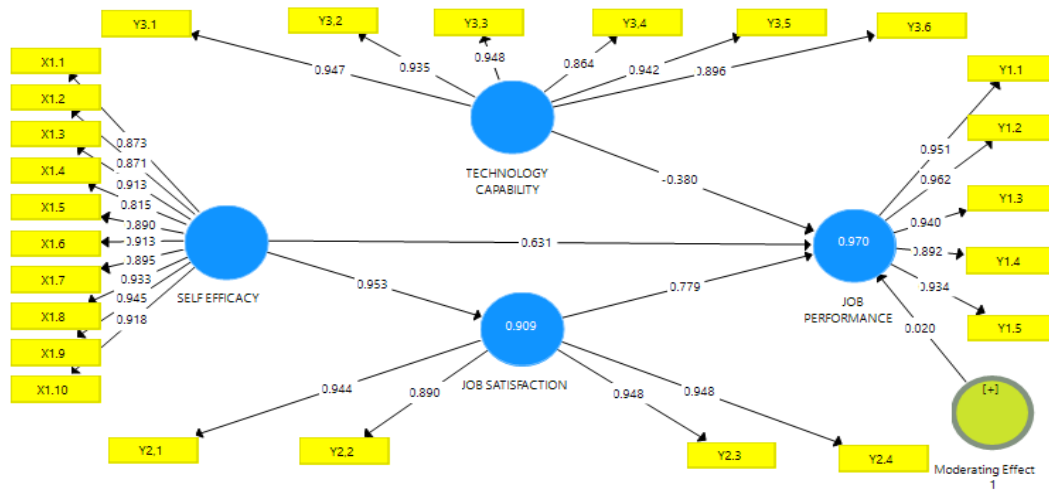 Y3.1
Y3,2
Y3,3
Y3,4
Y3,5
Y3.6
X1.1
X1.2
X1.3
X1.4
X1.5
X1.6
X1.7
X1.8
X1.9
X1.10
0.947
0.935
0.948
0.864
0.942
0.896
TECHNOLOGY
CAPABILITY
0.873
0.871
0.913
0.815
0.890
0.913
0.895
0.933
0.945
0.918
SELF EFFICACY
-0.380
0.631
0.953
0.779
0.909
JOB SATISFACTION
0.944
0.890
0.948
0.948
Y2,1
Y2,2
Y2.3
Y2.4
0.970
JOB
PERFORMANCE
0.951
0.962
0.940
0.892
0.934
Y1.1
Y1.2
Y1.3
Y1.4
Y1.5
0.020
[+]
Moderating Effect
1